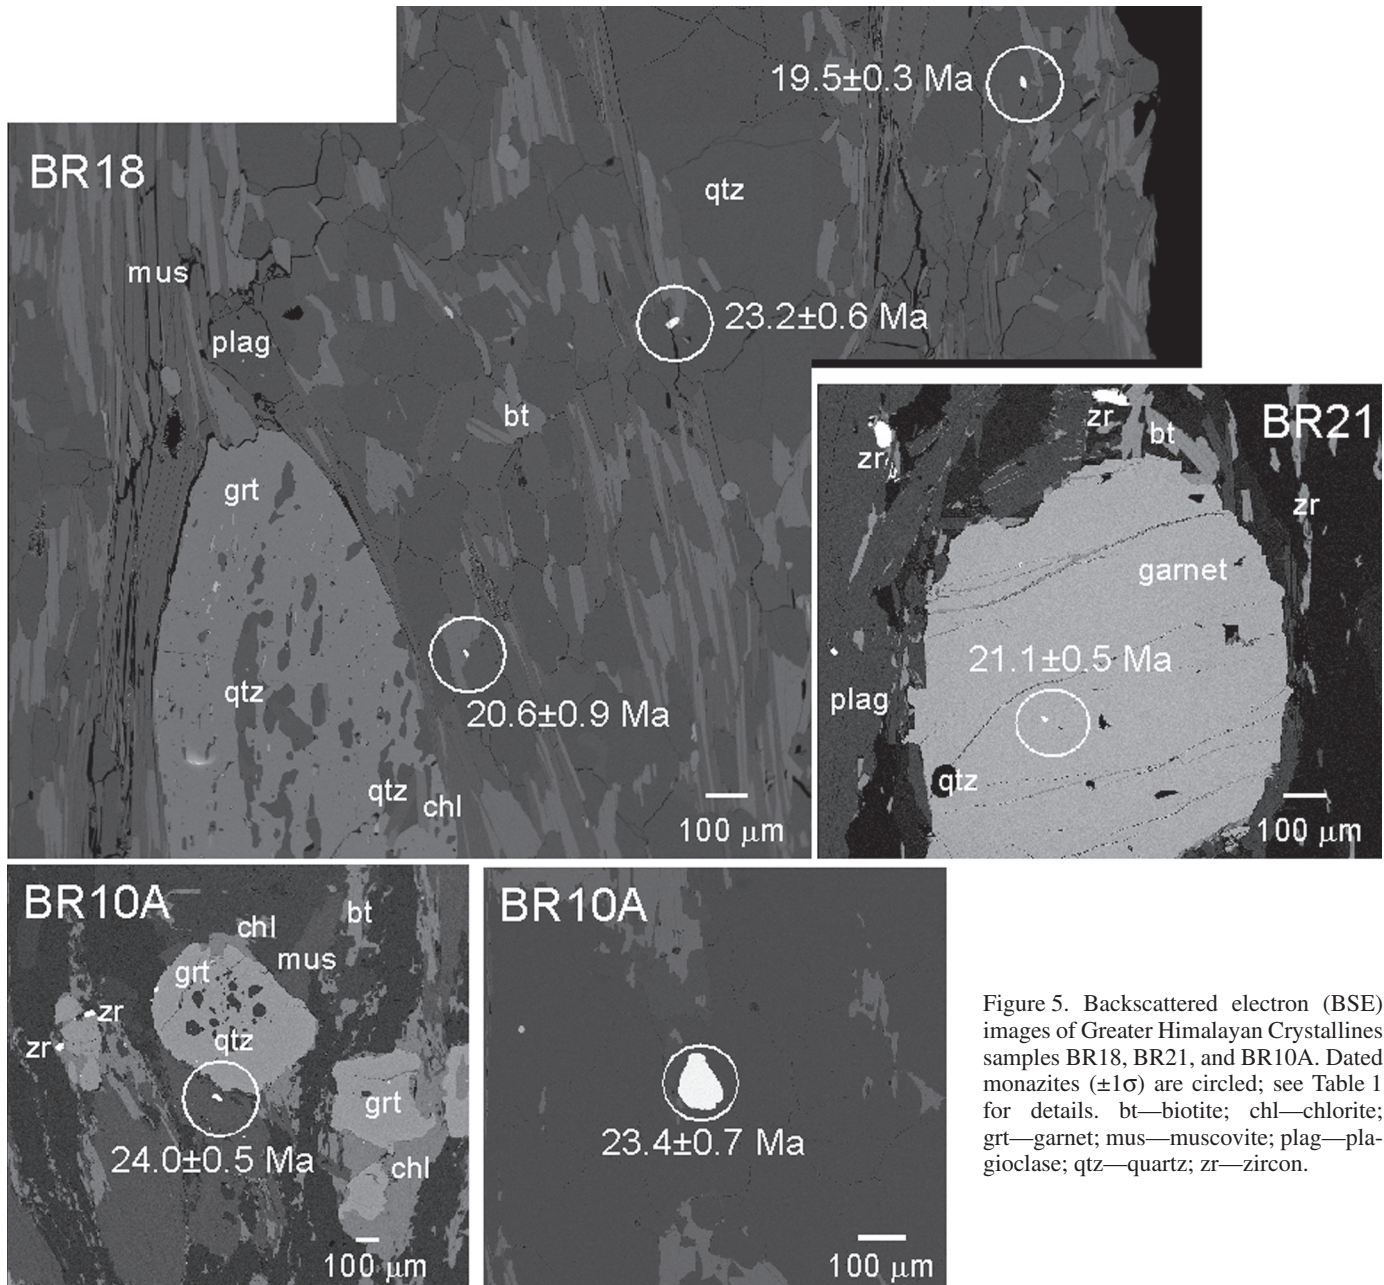 BR18
19.5±0.3 Ma
qtz
mus
23.2±0.6 Ma
plag
bt
grt
qtz
20.6±0.9 Ma
qtz
chl
100 μm
BR21
zr
bt
zr
zr
garnet
21.1±0.5 Ma
plag
qtz
100 μm
BR10A
bt
chl
mus
grt
zr
qtz
zr
grt
24.0±0.5 Ma
chl
100 μm
BR10A
23.4±0.7 Ma
100 μm
Figure 5. Backscattered electron (BSE)
images of Greater Himalayan Crystallines
samples BR18, BR21, and BR10A. Dated
monazites (±1σ) are circled; see Table 1
for details. bt—biotite; chl—chlorite;
grt—garnet; mus—muscovite; plag—pla-
gioclase; qtz—quartz; zr—zircon.